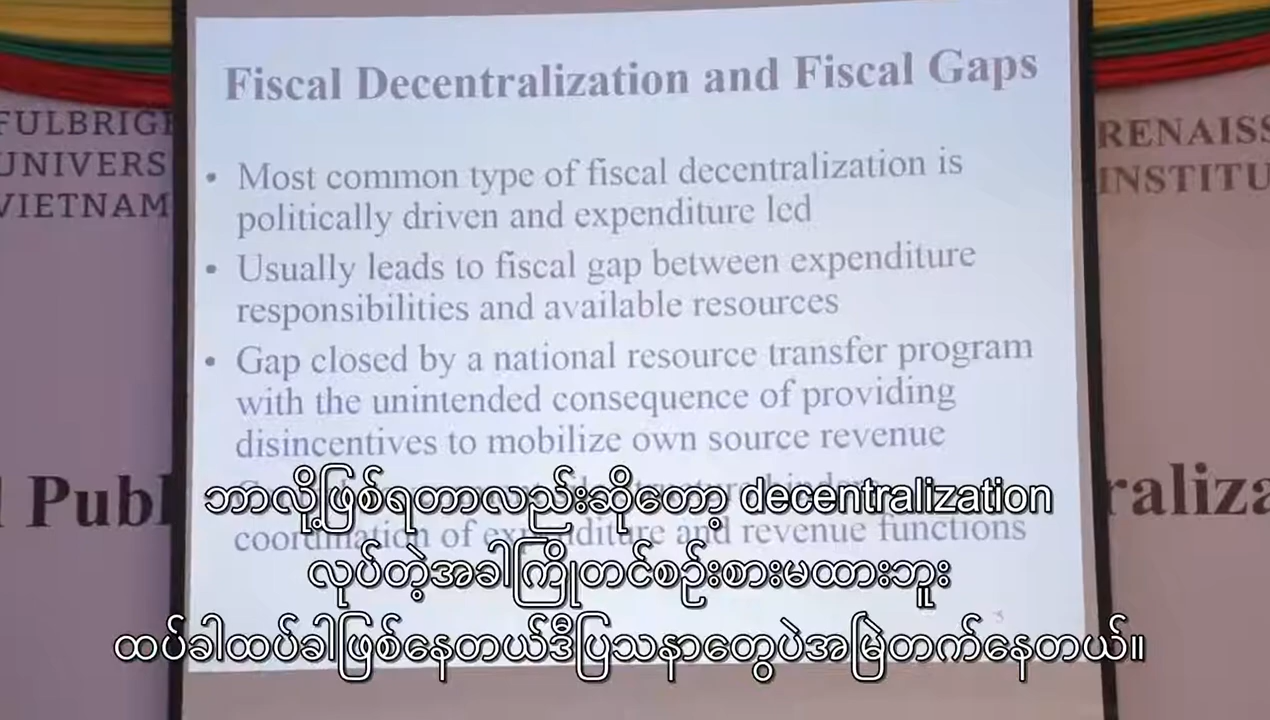 Fiscal Decentralization and Fiscal Gaps
FULBRIG
UNIVERS
VIETNAM
RENAISS
INSTITU
• Most common type of fiscal decentralization is
politically driven and expenditure led
• Usually leads to fiscal gap between expenditure
responsibilities and available resources
• Gap closed by a national resource transfer program
with the unintended consequence of providing
disincentives to mobilize own source revenue
Publ
raliza
coordination of expenditure and revenue functions
5
ဘာလို့ဖြစ်ရတာလည်းဆိုတော့ decentralization
လုပ်တဲ့အခါကြိုတင်စဉ်းစားမထားဘူး
ထပ်ခါထပ်ခါဖြစ်နေတယ်ဒီပြသနာတွေပဲအမြဲတက်နေတယ်။